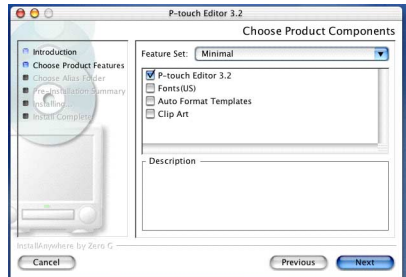 P-touch Editor 3.2
Choose Product Components
Introduction
Choose Product Features
Choose Alias Folder
Pre-Installation Summary
Installing...
Install Complete
Feature Set: Minimal
P-touch Editor 3.2
Fonts(US)
Auto Format Templates
Clip Art
Description
InstallAnywhere by Zero G
Cancel
Previous
Next